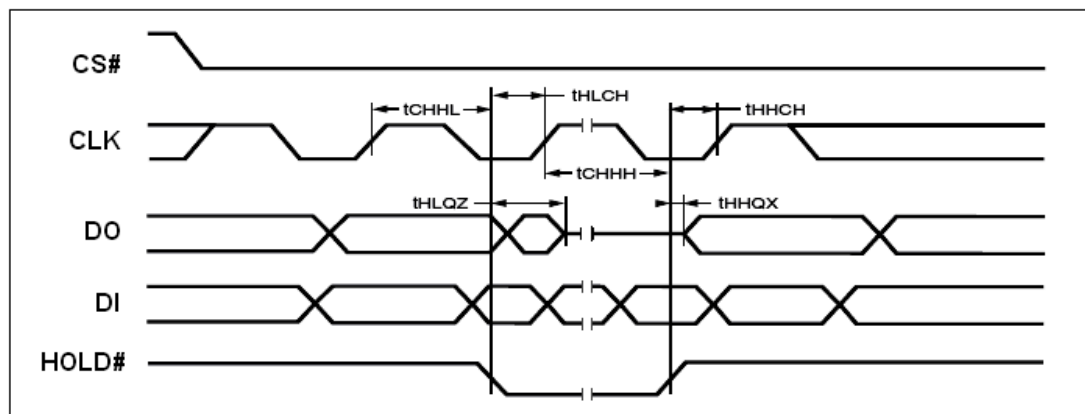 CS#
tCHHL
tHLCH
tHHCH
CLK
tCHHH
tHLQZ
tHHQX
DO
DI
HOLD#